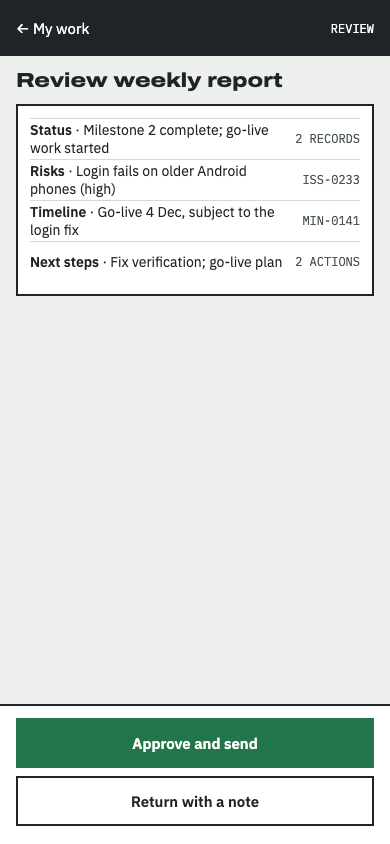 ← My work
REVIEW
Review weekly report
Status · Milestone 2 complete; go-live
work started
2 RECORDS
Risks · Login fails on older Android
phones (high)
ISS-0233
Timeline · Go-live 4 Dec, subject to the
login fix
MIN-0141
Next steps · Fix verification; go-live plan
2 ACTIONS
Approve and send
Return with a note